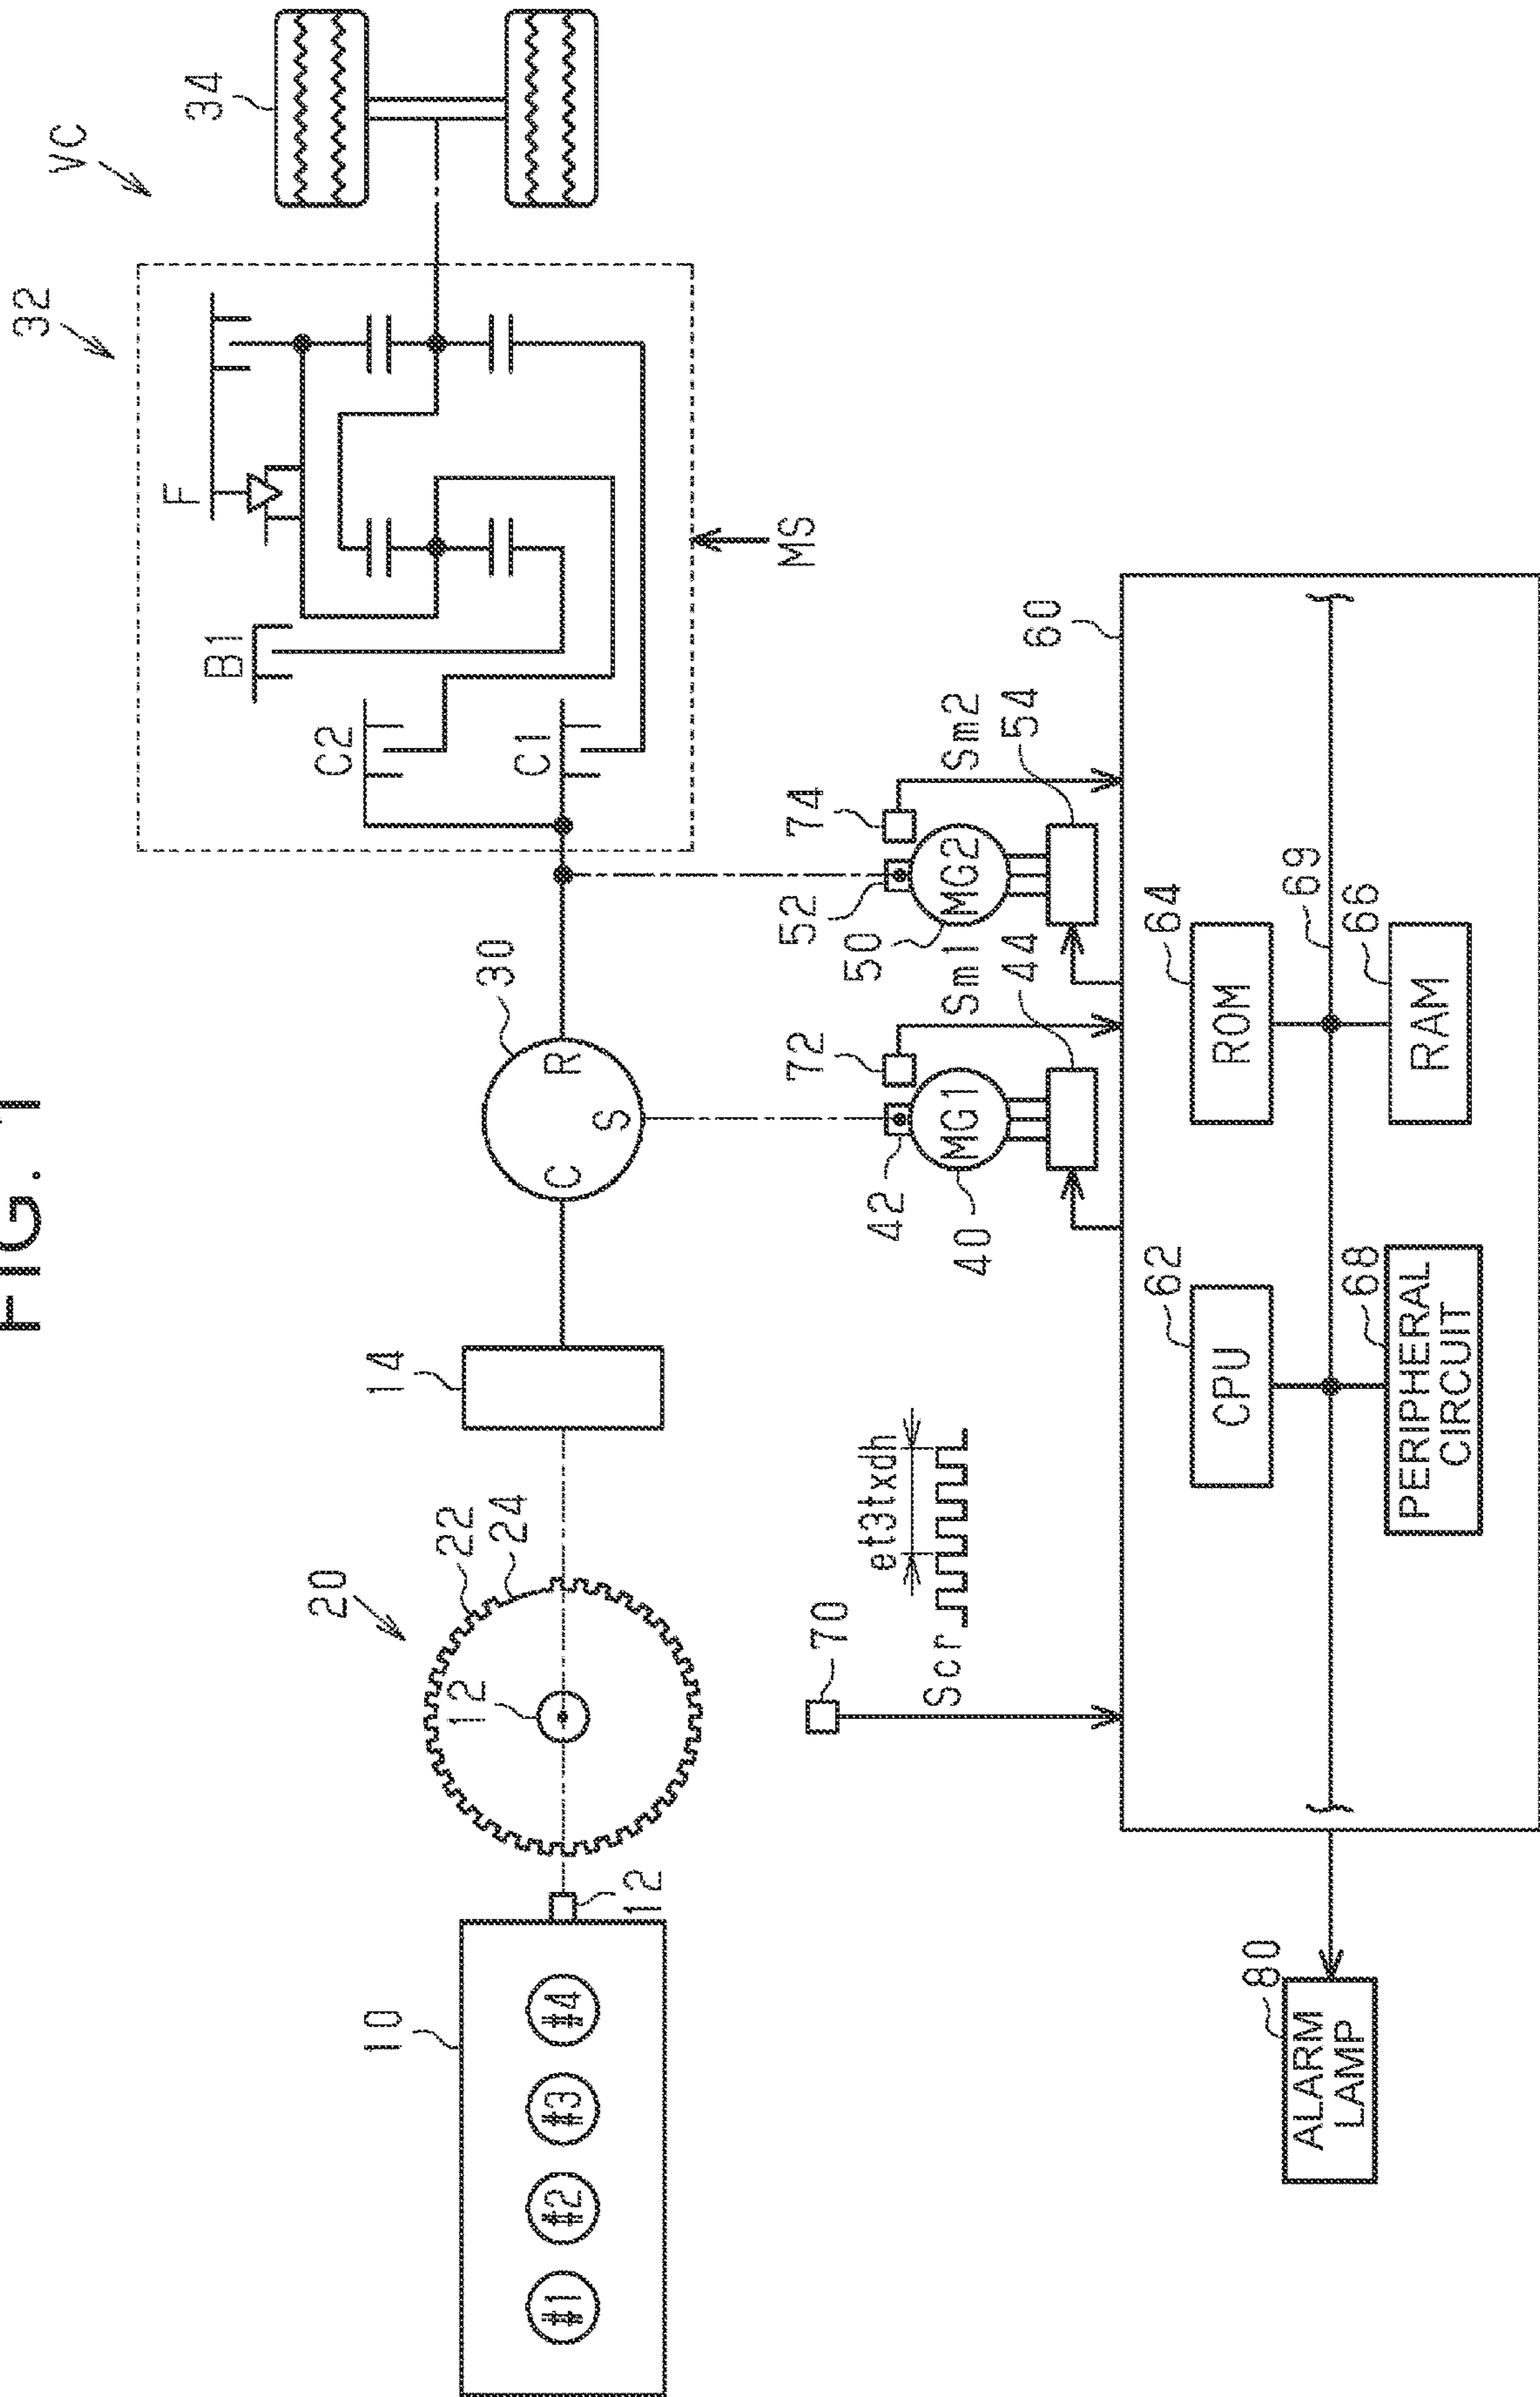 FIG. 1
VC
32
34
F
B1
C2
C1
MS
10
#1
#2
#3
#4
12
20
22
24
12
14
30
C
S
R
70
Scr
et3txdh
72
Sm1
42
40
MG1
44
74
Sm2
52
50
MG2
54
60
62
CPU
64
ROM
69
68
PERIPHERAL
CIRCUIT
66
RAM
80
ALARM
LAMP